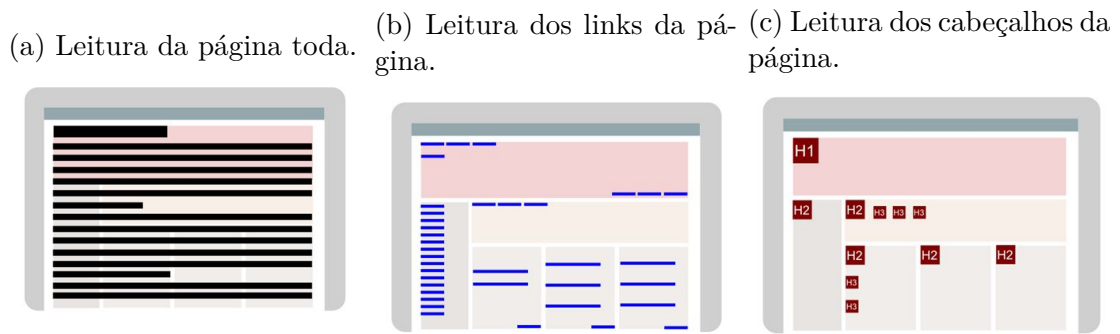 (a) Leitura da página toda.
(b) Leitura dos links da pá-
gina.
(c) Leitura dos cabeçalhos da
página.
H1
H2
H2
H3
H3
H3
H2
H2
H2
H3
H3